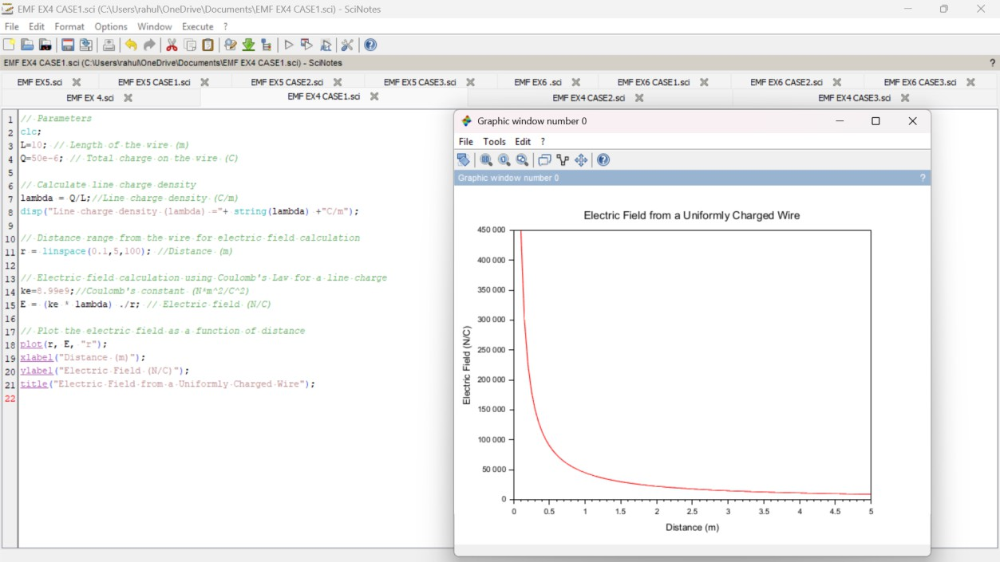 EMF EX4 CASE1.sci (C:\Users\rahul\OneDrive\Documents\EMF EX4 CASE1.sci) - SciNotes
File Edit Format Options Window Execute ?
EMF EX4 CASE1.sci (C:\Users\rahul\OneDrive\Documents\EMF EX4 CASE1.sci) - SciNotes ?
EMF EX5.sci EMF EX5 CASE1.sci EMF EX5 CASE2.sci EMF EX5 CASE3.sci EMF EX6 .sci EMF EX6 CASE1.sci EMF EX6 CASE2.sci EMF EX6 CASE3.sci
EMF EX 4.sci EMF EX4 CASE1.sci EMF EX4 CASE2.sci EMF EX4 CASE3.sci
1 // Parameters
2 clc;
3 L=10; // Length of the wire (m)
4 Q=50e-6; // Total charge on the wire (C)
5
6 // Calculate line charge density
7 lambda = Q/L;//Line charge density (C/m)
8 disp("Line charge density (lambda) ="+ string(lambda) +"C/m");
9
10 // Distance range from the wire for electric field calculation
11 r = linspace(0.1,5,100); //Distance (m)
12
13 // Electric field calculation using Coulomb's Lav for a line charge
14 ke=8.99e9;//Coulomb's constant (N*m^2/C^2)
15 E = (ke * lambda) ./r; // Electric field (N/C)
16
17 // Plot the electric field as a function of distance
18 plot(r, E, "r");
19 xlabel("Distance (m)");
20 ylabel("Electric Field (N/C)");
21 title("Electric Field from a Uniformly Charged Wire");
22
Graphic window number 0
File Tools Edit ?
Graphic window number 0 ?
Electric Field from a Uniformly Charged Wire
450 000
400 000
350 000
300 000
250 000
200 000
150 000
100 000
50 000
0
Electric Field (N/C)
0 0.5 1 1.5 2 2.5 3 3.5 4 4.5 5
Distance (m)